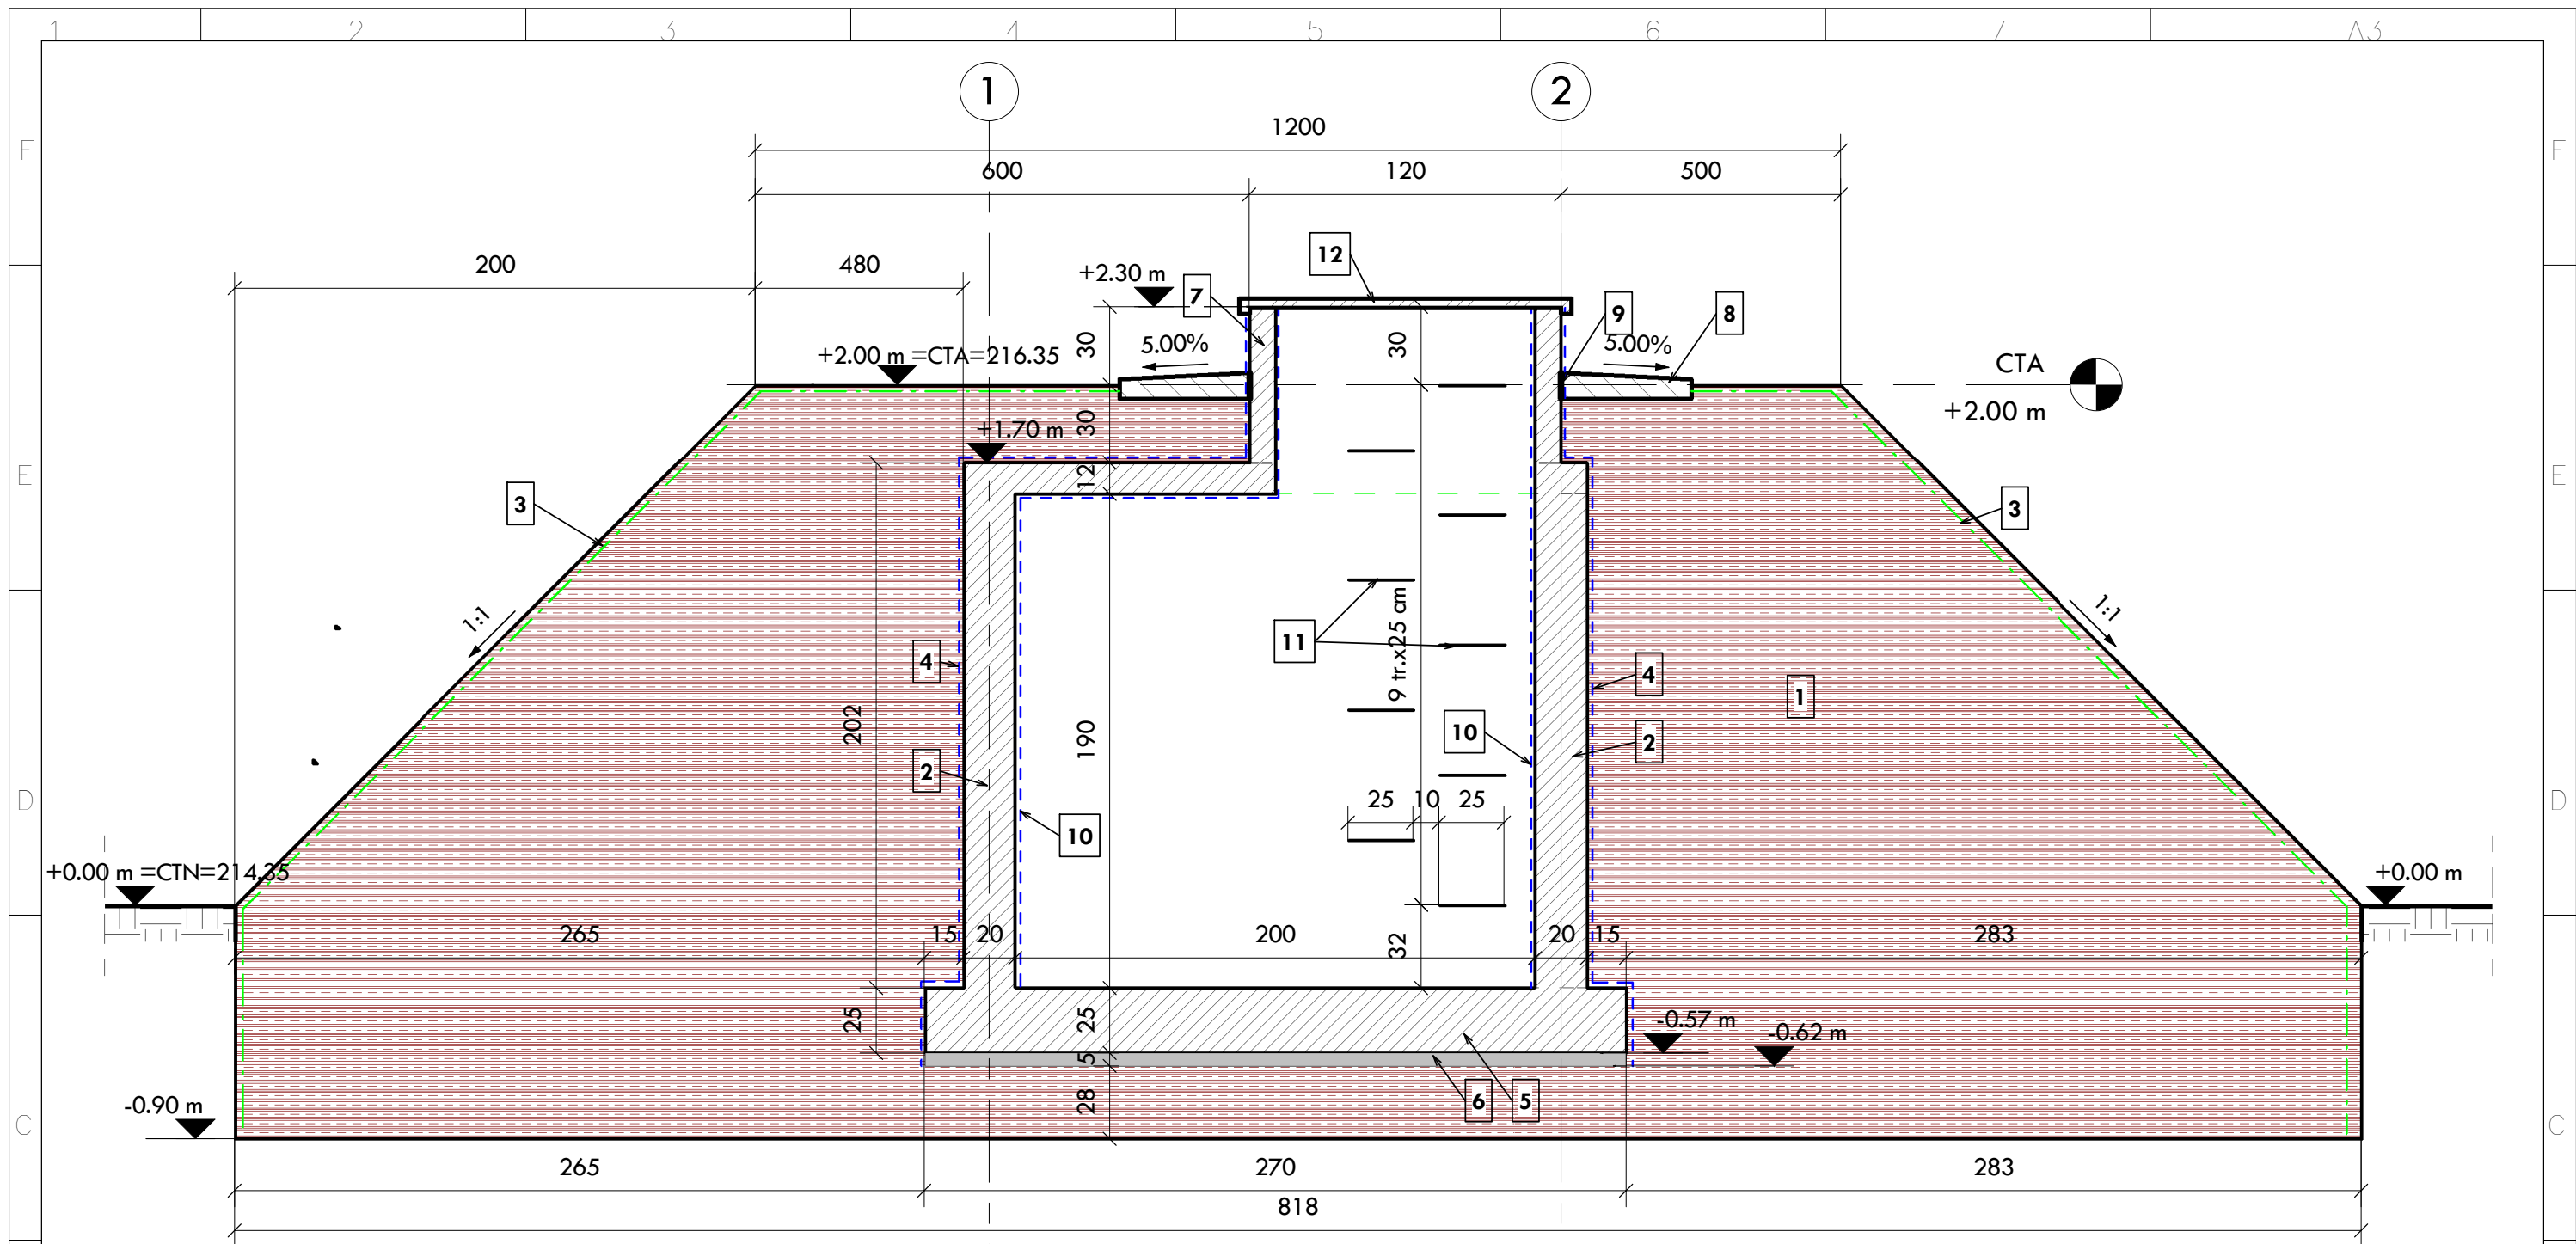 1 2 3 4 5 6 7 A3
1 2
1200
F F
600 120 500
200 480
12
+2.30 m
7 9 8
5.00% 5.00%
30 30
+2.00 m =CTA=216.35
CTA
+2.00 m
30
+1.70 m
12
E E
3 3
1:1 1:1
9 tr.x25 cm
11
4 4
1
202
190
10
2 2
25 10 25
D D
10
+0.00 m =CTN=214.35
+0.00 m
265 15 20 200 20 15 283
32
25 25
-0.57 m
-0.62 m
5
6 5
28
-0.90 m
C C
265 270 283
818